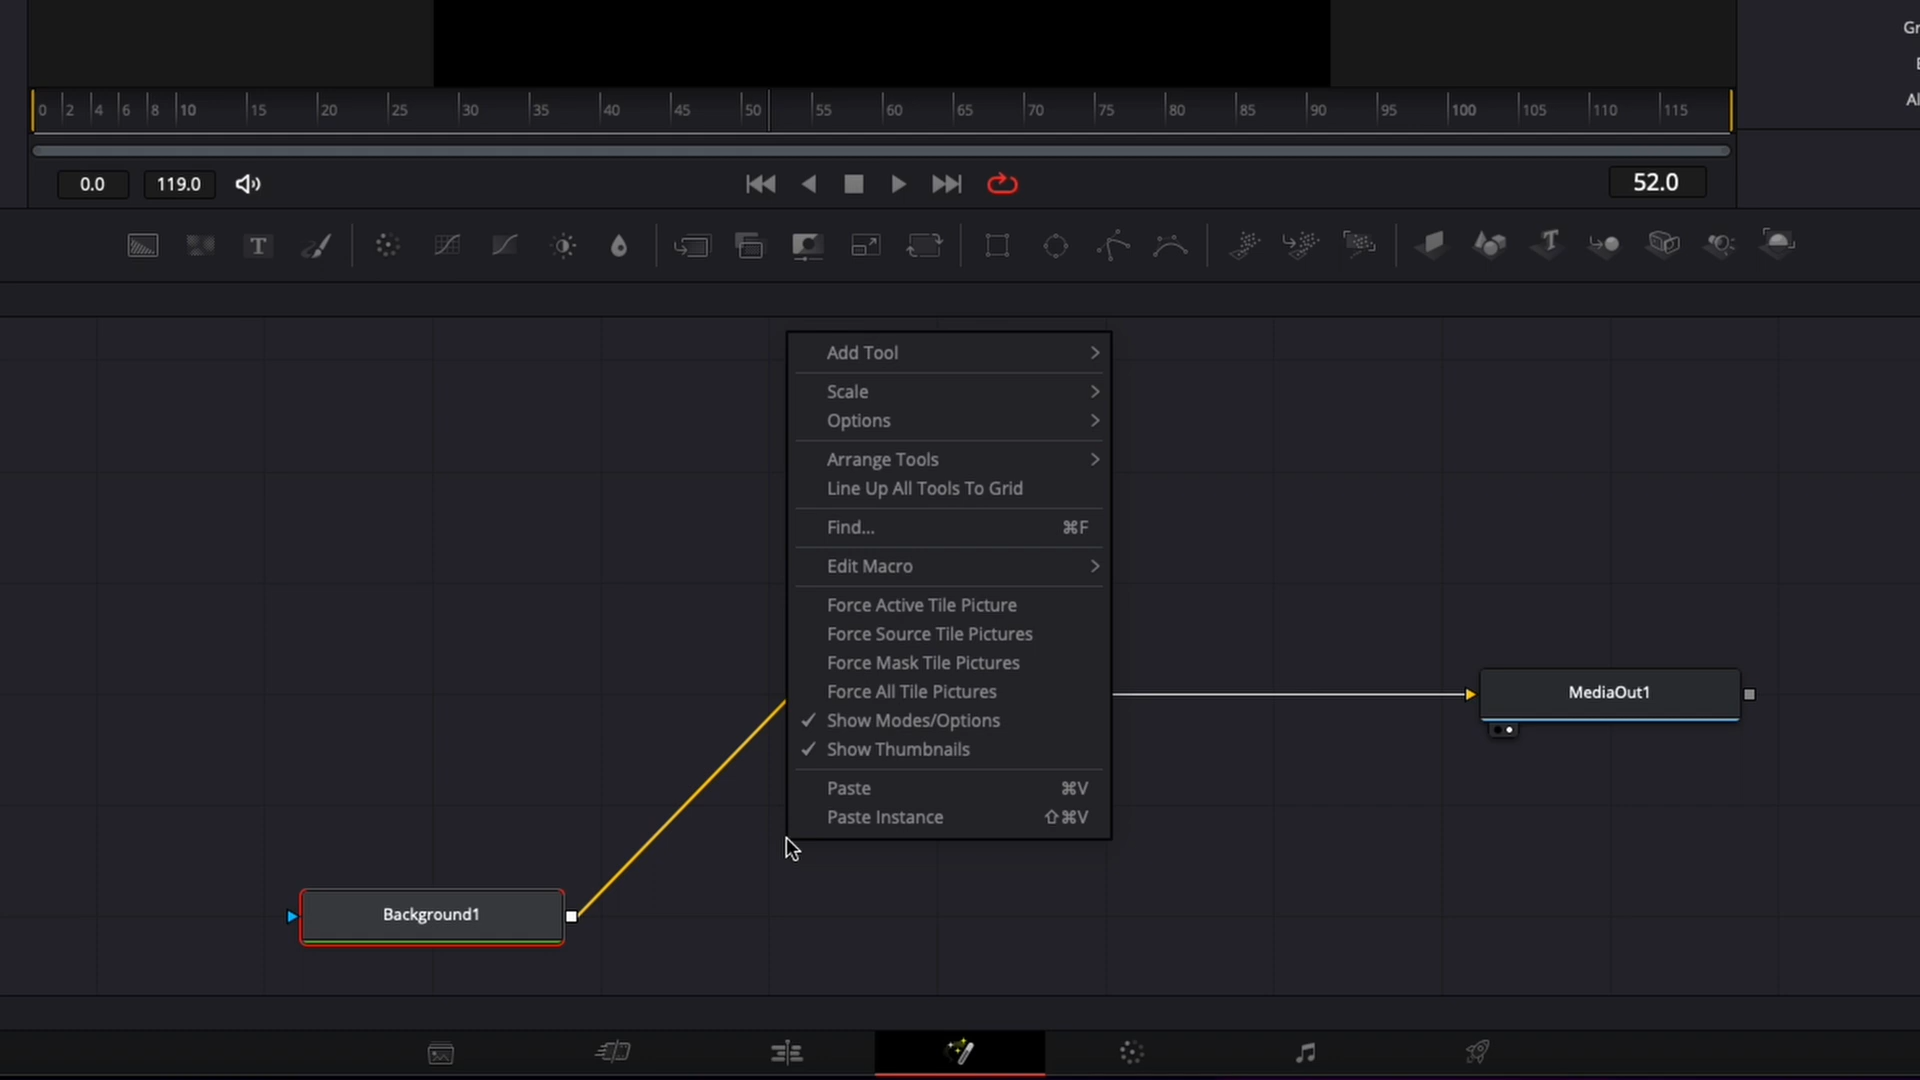 Gr
Al
0 2 4 6 8 10 15 20 25 30 35 40 45 50 55 60 65 70 75 80 85 90 95 100 105 110 115
0.0 119.0 52.0
T T
Add Tool
Scale
Options
Arrange Tools
Line Up All Tools To Grid
Find... ⌘F
Edit Macro
Force Active Tile Picture
Force Source Tile Pictures
Force Mask Tile Pictures
Force All Tile Pictures
Show Modes/Options
Show Thumbnails
Paste ⌘V
Paste Instance ⇧⌘V
MediaOut1
Background1